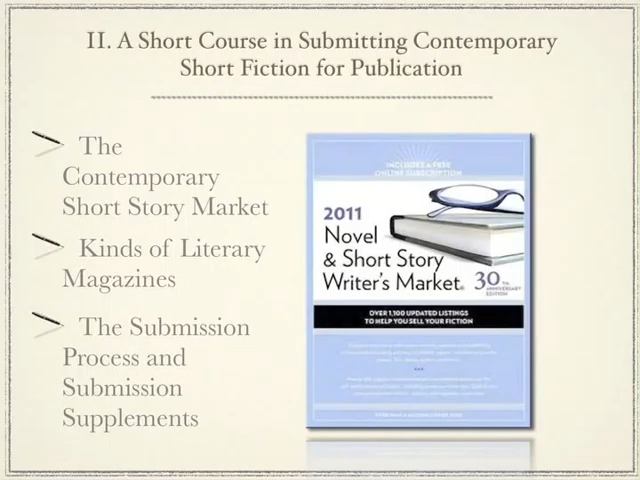 II. A Short Course in Submitting Contemporary
Short Fiction for Publication
The
Contemporary
Short Story Market
Kinds of Literary
Magazines
The Submission
Process and
Submission
Supplements
INCLUDES A FREE
ONLINE SUBSCRIPTION
2011
Novel
& Short Story
Writer's Market®
30TH
ANNIVERSARY
EDITION
OVER 1,100 UPDATED LISTINGS
TO HELP YOU SELL YOUR FICTION